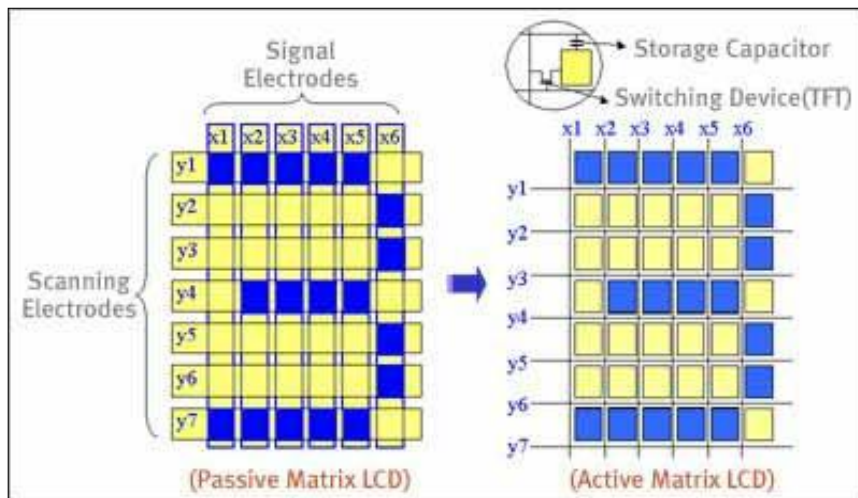 Signal
Electrodes
Storage Capacitor
Switching Device(TFT)
x1 x2 x3 x4 x5 x6
y1
y2
y3
y4
y5
y6
y7
Scanning
Electrodes
(Passive Matrix LCD)
x1 x2 x3 x4 x5 x6
y1
y2
y3
y4
y5
y6
y7
(Active Matrix LCD)